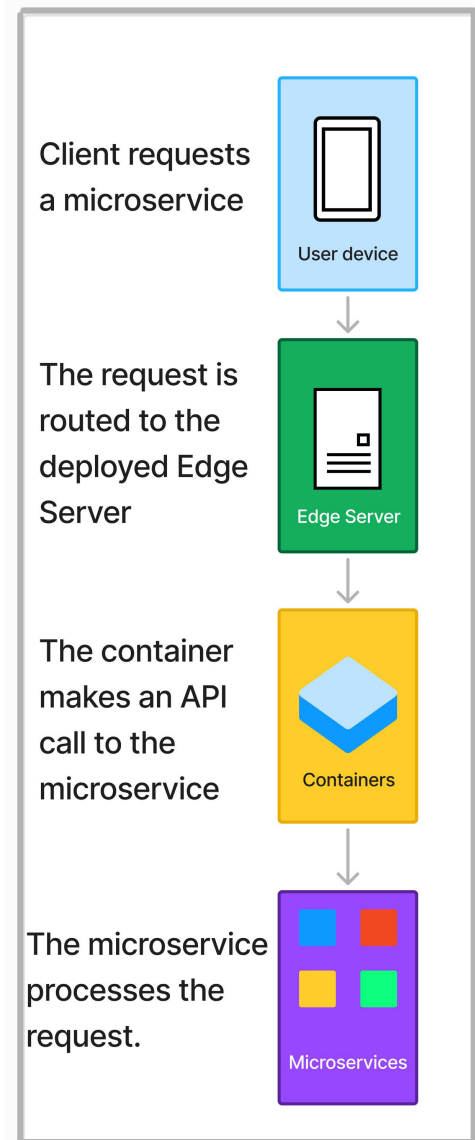 Client requests
a microservice
User device
The request is
routed to the
deployed Edge
Server
Edge Server
The container
makes an API
call to the
microservice
Containers
The microservice
processes the
request.
Microservices